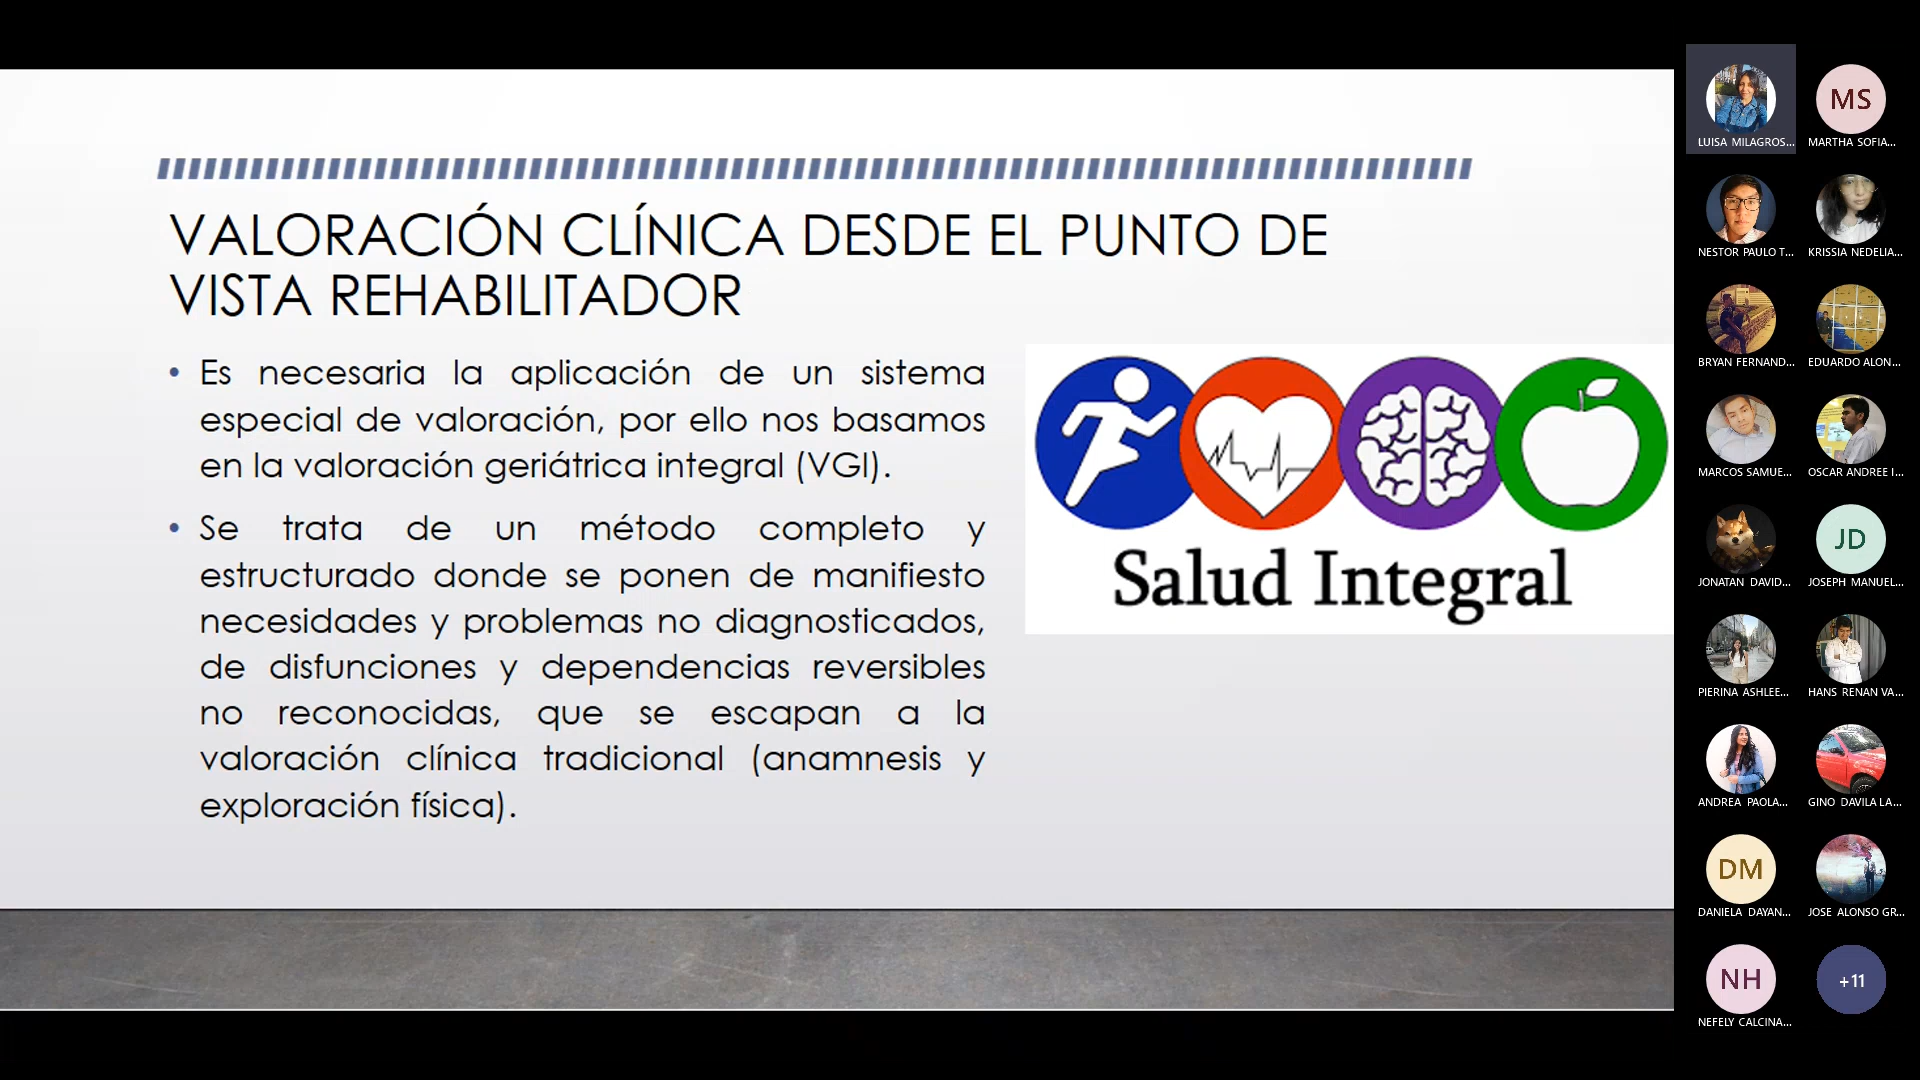 VALORACIÓN CLÍNICA DESDE EL PUNTO DE
VISTA REHABILITADOR
• Es necesaria la aplicación de un sistema
especial de valoración, por ello nos basamos
en la valoración geriátrica integral (VGI).
• Se trata de un método completo y
estructurado donde se ponen de manifiesto
necesidades y problemas no diagnosticados,
de disfunciones y dependencias reversibles
no reconocidas, que se escapan a la
valoración clínica tradicional (anamnesis y
exploración física).
Salud Integral
LUISA MILAGROS...
MS
MARTHA SOFIA...
NESTOR PAULO T...
KRISSIA NEDELIA...
BRYAN FERNAND...
EDUARDO ALON...
MARCOS SAMUE...
OSCAR ANDREE I...
JONATAN DAVID...
JD
JOSEPH MANUEL...
PIERINA ASHLEE...
HANS RENAN VA...
ANDREA PAOLA...
GINO DAVILA LA...
DM
DANIELA DAYAN...
JOSE ALONSO GR...
NH
NEFELY CALCINA...
+11